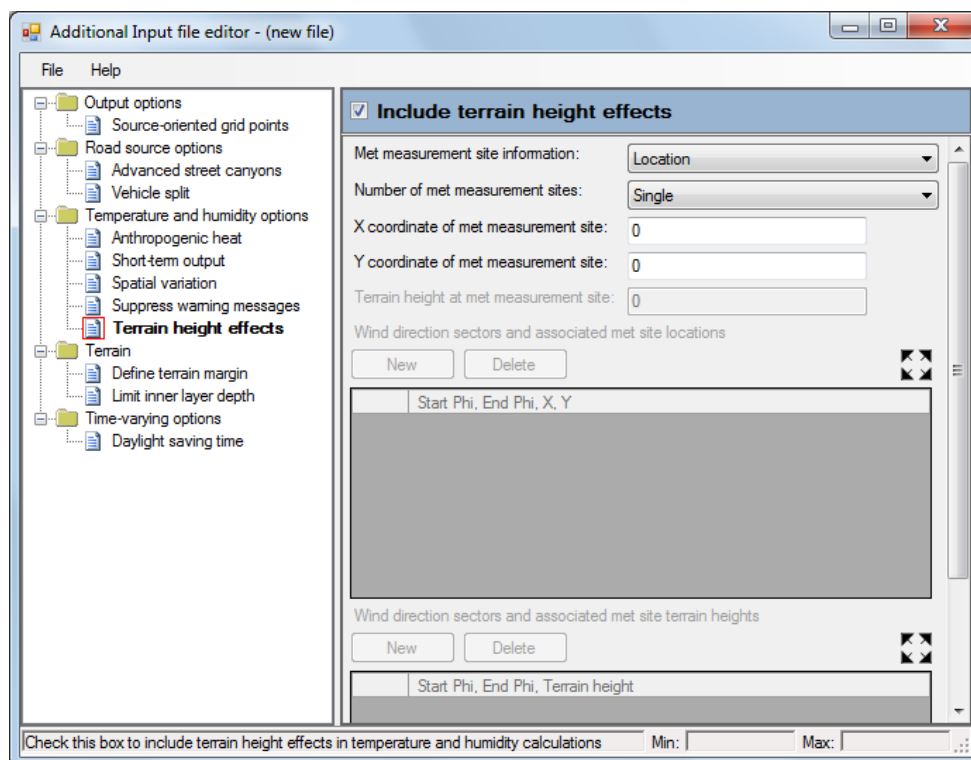 Additional Input file editor - (new file)
File Help
Output options
Source-oriented grid points
Road source options
Advanced street canyons
Vehicle split
Temperature and humidity options
Anthropogenic heat
Short-term output
Spatial variation
Suppress warning messages
Terrain height effects
Terrain
Define terrain margin
Limit inner layer depth
Time-varying options
Daylight saving time
Include terrain height effects
Met measurement site information: Location
Number of met measurement sites: Single
X coordinate of met measurement site: 0
Y coordinate of met measurement site: 0
Terrain height at met measurement site: 0
Wind direction sectors and associated met site locations
New Delete
Start Phi, End Phi, X, Y
Wind direction sectors and associated met site terrain heights
New Delete
Start Phi, End Phi, Terrain height
Check this box to include terrain height effects in temperature and humidity calculations Min: Max: